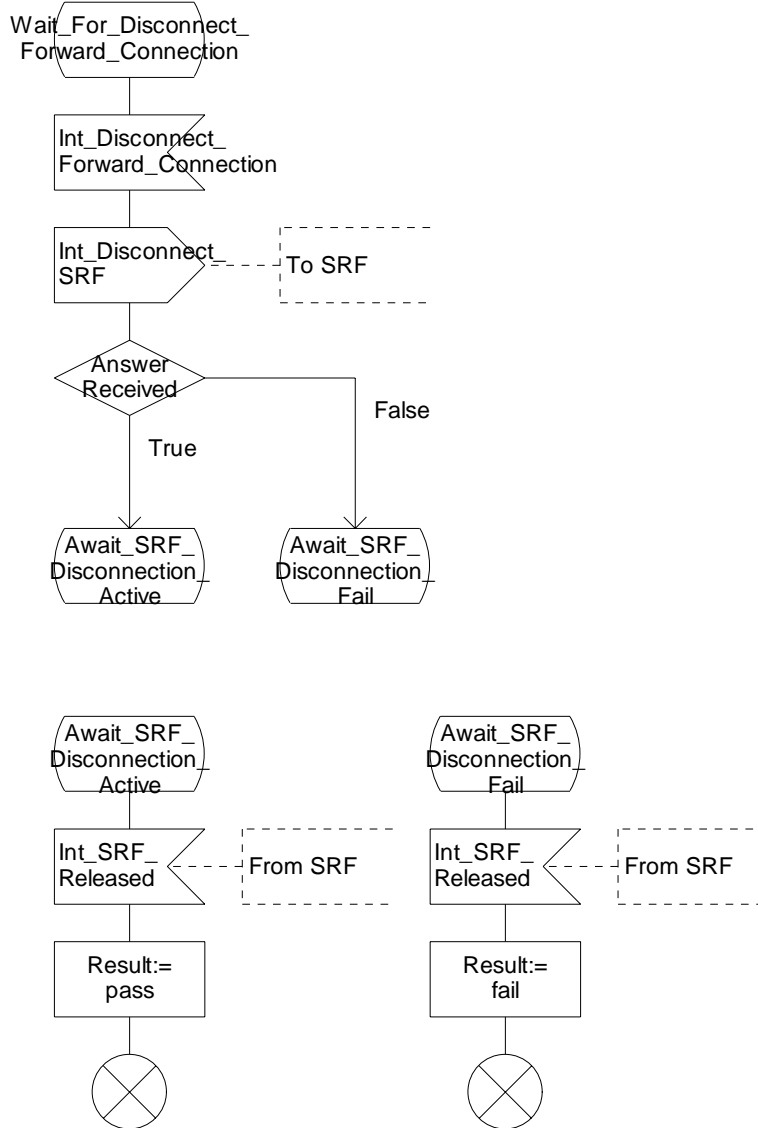 Wait_For_Disconnect_
Forward_Connection
Int_Disconnect_
Forward_Connection
Int_Disconnect_
SRF
To SRF
Answer
Received
False
True
Await_SRF_
Disconnection_
Active
Await_SRF_
Disconnection_
Fail
Await_SRF_
Disconnection_
Active
Await_SRF_
Disconnection_
Fail
Int_SRF_
Released
From SRF
Int_SRF_
Released
From SRF
Result:=
pass
Result:=
fail